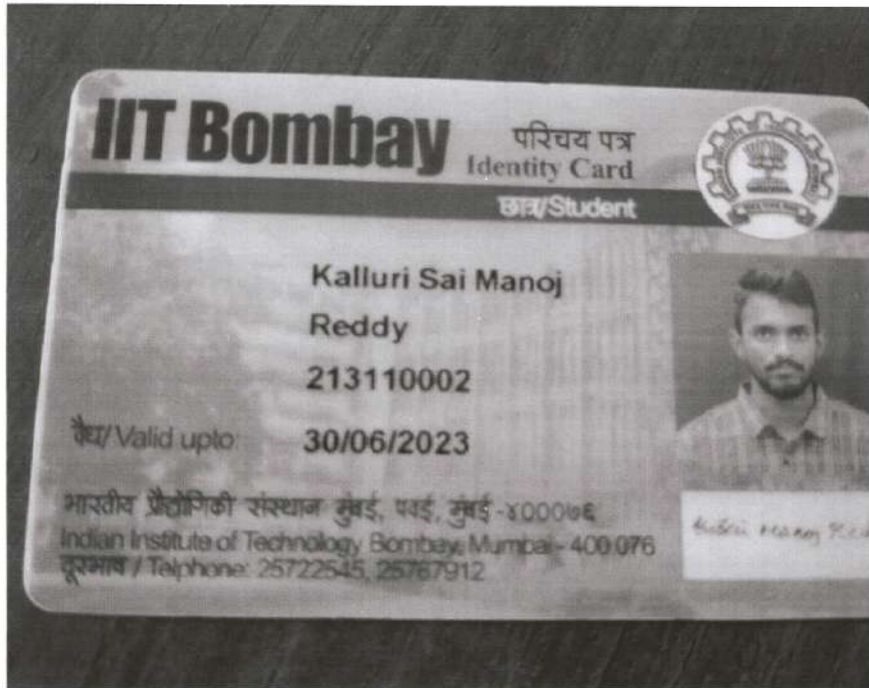 IIT Bombay
परिचय पत्र
Identity Card
छात्र/Student
Kalluri Sai Manoj
Reddy
213110002
वैध/Valid upto: 30/06/2023
भारतीय प्रौद्योगिकी संस्थान मुंबई, पवई, मुंबई-४०००७६
Indian Institute of Technology Bombay, Mumbai - 400 076
दूरभाष / Telphone: 25722545, 25767912
Manoj